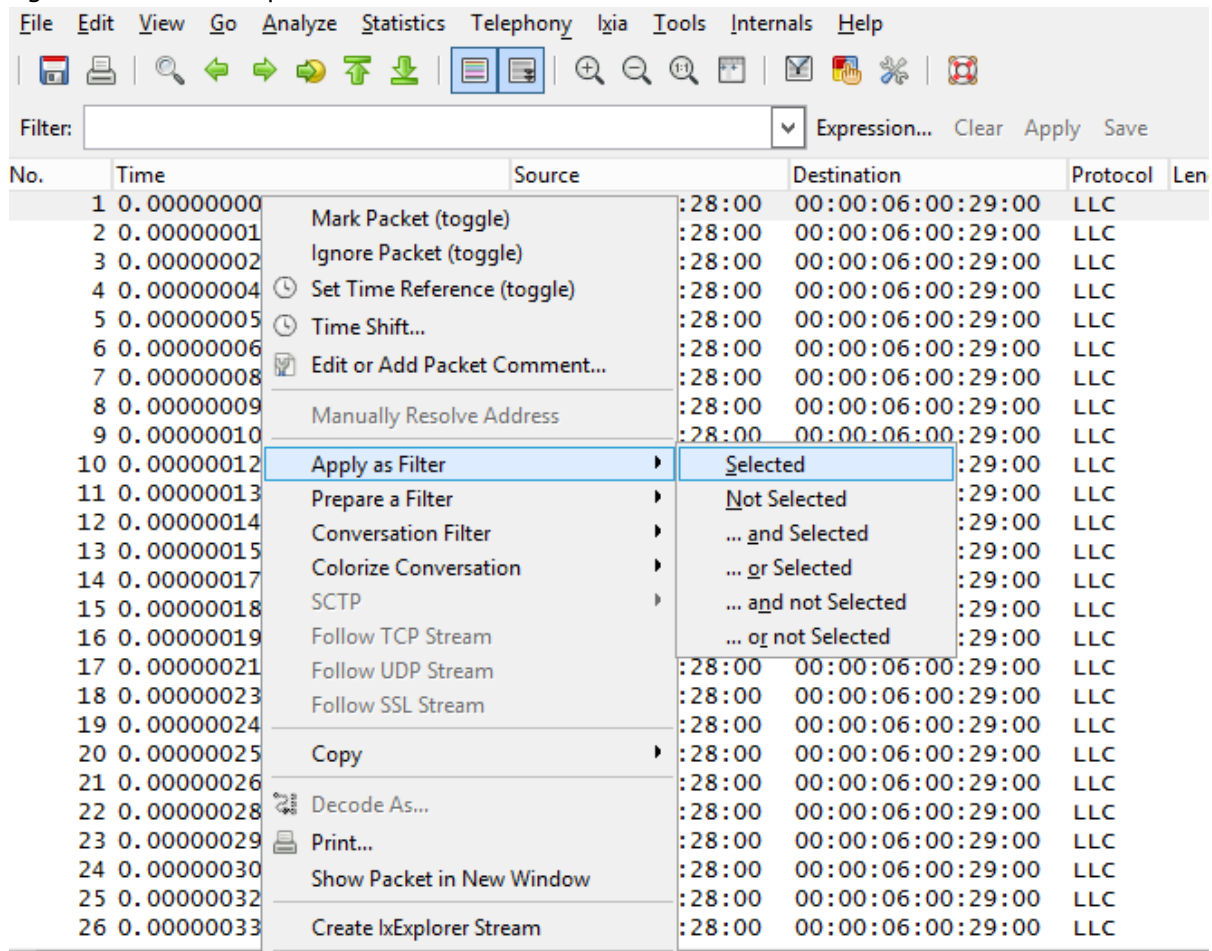 File Edit View Go Analyze Statistics Telephony Ixia Tools Internals Help
Filter: Expression... Clear Apply Save
No. Time Source Destination Protocol Len
1 0.00000000 :28:00 00:00:06:00:29:00 LLC
2 0.00000001 :28:00 00:00:06:00:29:00 LLC
3 0.00000002 :28:00 00:00:06:00:29:00 LLC
4 0.00000004 :28:00 00:00:06:00:29:00 LLC
5 0.00000005 :28:00 00:00:06:00:29:00 LLC
6 0.00000006 :28:00 00:00:06:00:29:00 LLC
7 0.00000008 :28:00 00:00:06:00:29:00 LLC
8 0.00000009 :28:00 00:00:06:00:29:00 LLC
9 0.00000010 :28:00 00:00:06:00:29:00 LLC
10 0.00000012 :29:00 LLC
11 0.00000013 :29:00 LLC
12 0.00000014 :29:00 LLC
13 0.00000015 :29:00 LLC
14 0.00000017 :29:00 LLC
15 0.00000018 :29:00 LLC
16 0.00000019 :29:00 LLC
17 0.00000021 :28:00 00:00:06:00:29:00 LLC
18 0.00000023 :28:00 00:00:06:00:29:00 LLC
19 0.00000024 :28:00 00:00:06:00:29:00 LLC
20 0.00000025 :28:00 00:00:06:00:29:00 LLC
21 0.00000026 :28:00 00:00:06:00:29:00 LLC
22 0.00000028 :28:00 00:00:06:00:29:00 LLC
23 0.00000029 :28:00 00:00:06:00:29:00 LLC
24 0.00000030 :28:00 00:00:06:00:29:00 LLC
25 0.00000032 :28:00 00:00:06:00:29:00 LLC
26 0.00000033 :28:00 00:00:06:00:29:00 LLC
Mark Packet (toggle)
Ignore Packet (toggle)
Set Time Reference (toggle)
Time Shift...
Edit or Add Packet Comment...
Manually Resolve Address
Apply as Filter
Prepare a Filter
Conversation Filter
Colorize Conversation
SCTP
Follow TCP Stream
Follow UDP Stream
Follow SSL Stream
Copy
Decode As...
Print...
Show Packet in New Window
Create IxExplorer Stream
Selected
Not Selected
... and Selected
... or Selected
... and not Selected
... or not Selected